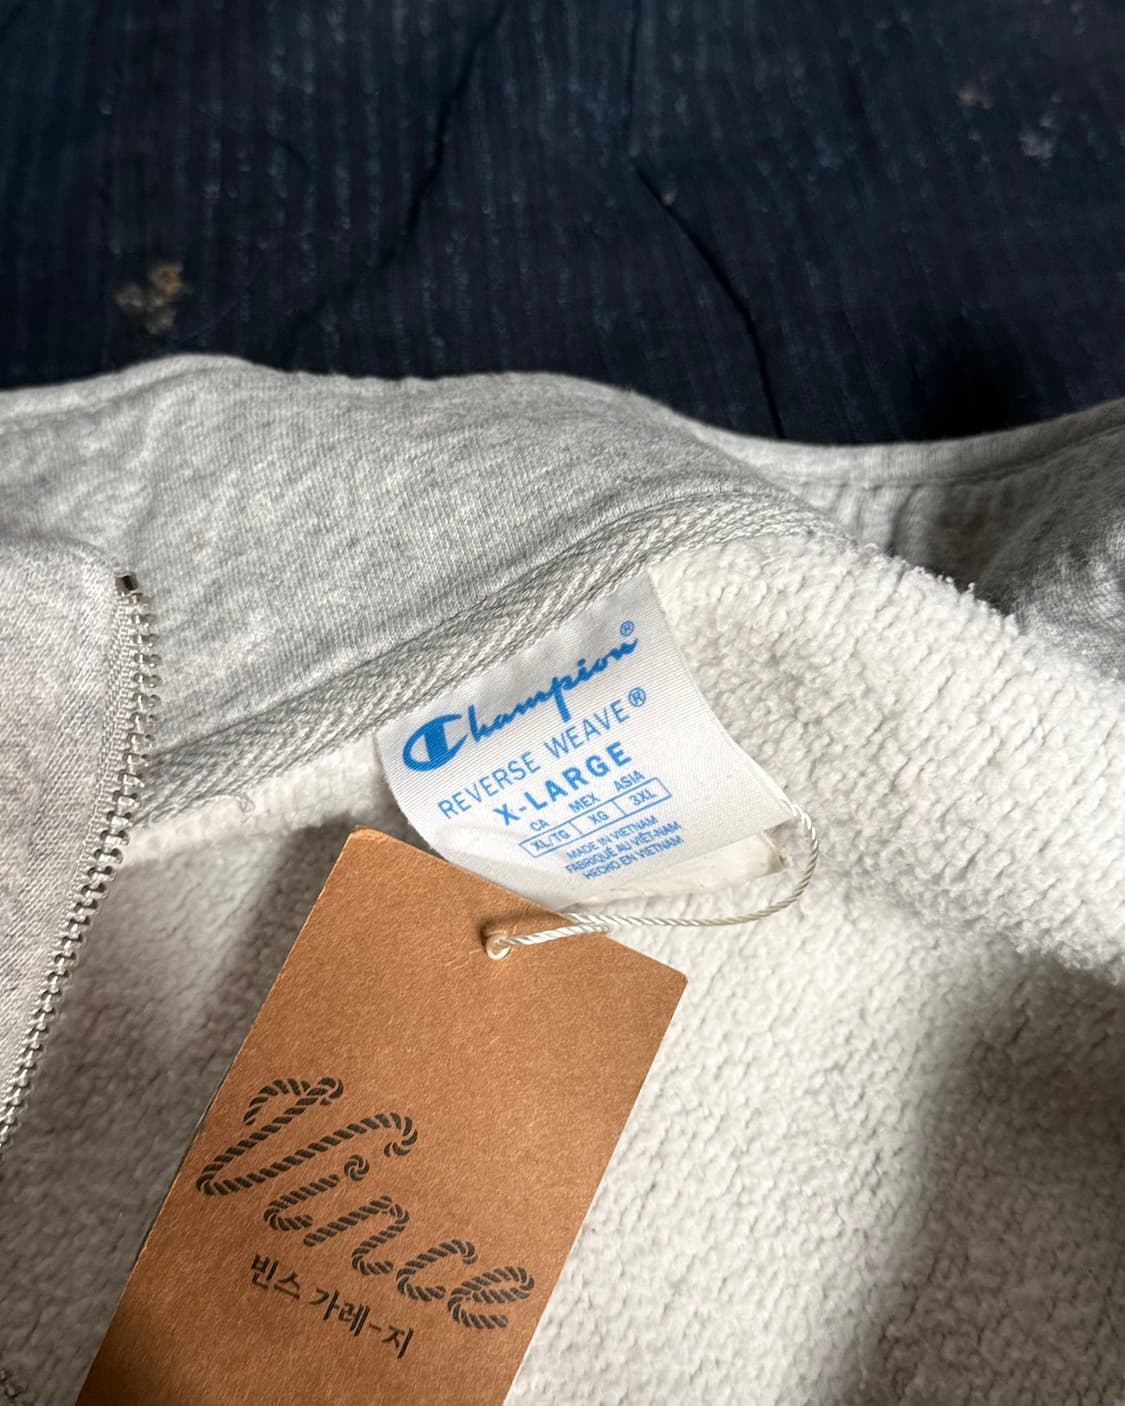 Champion®
REVERSE WEAVE®
X-LARGE
CA MEX ASIA
XL/TG XG 3XL
MADE IN VIETNAM
FABRIQUÉ AU VIÊT-NAM
HECHO EN VIETNAM
Vince
빈스 가레-지